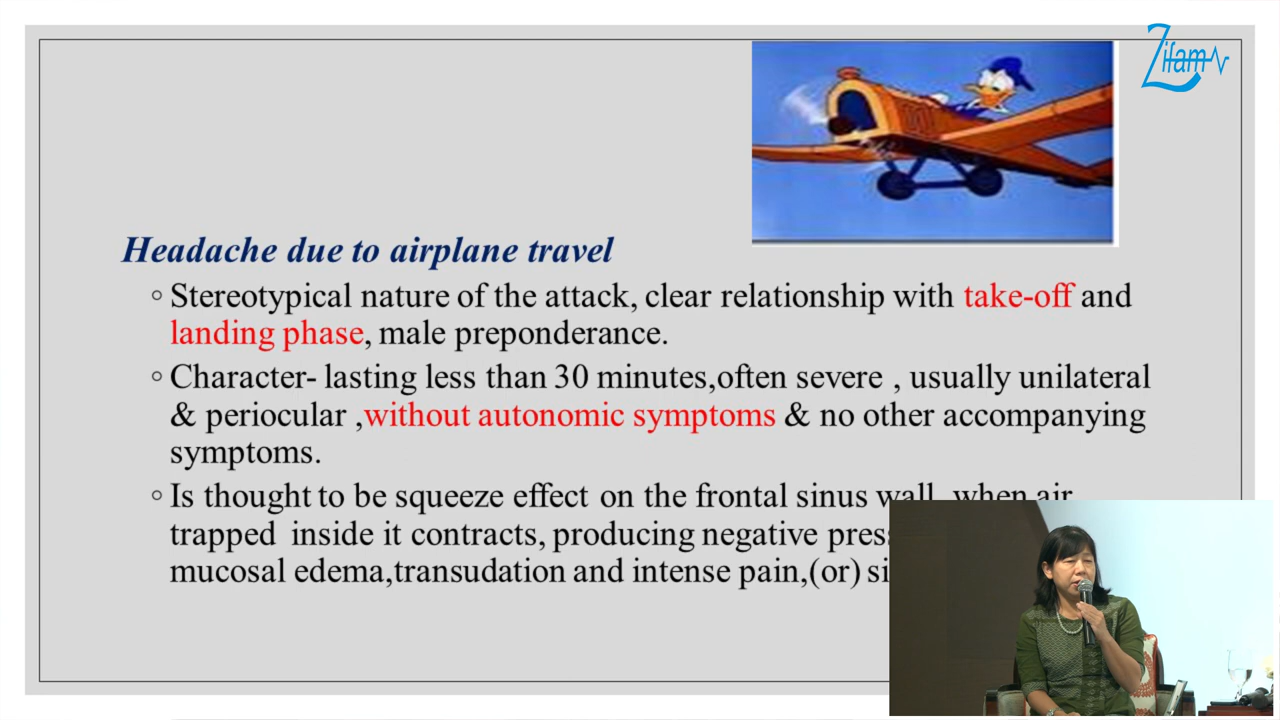 Zifam
Headache due to airplane travel
◦ Stereotypical nature of the attack, clear relationship with take-off and
landing phase, male preponderance.
◦ Character- lasting less than 30 minutes,often severe , usually unilateral
& periocular ,without autonomic symptoms & no other accompanying
symptoms.
◦ Is thought to be squeeze effect on the frontal sinus wall when air
trapped inside it contracts, producing negative
mucosal edema,transudation and intense pain,(or)